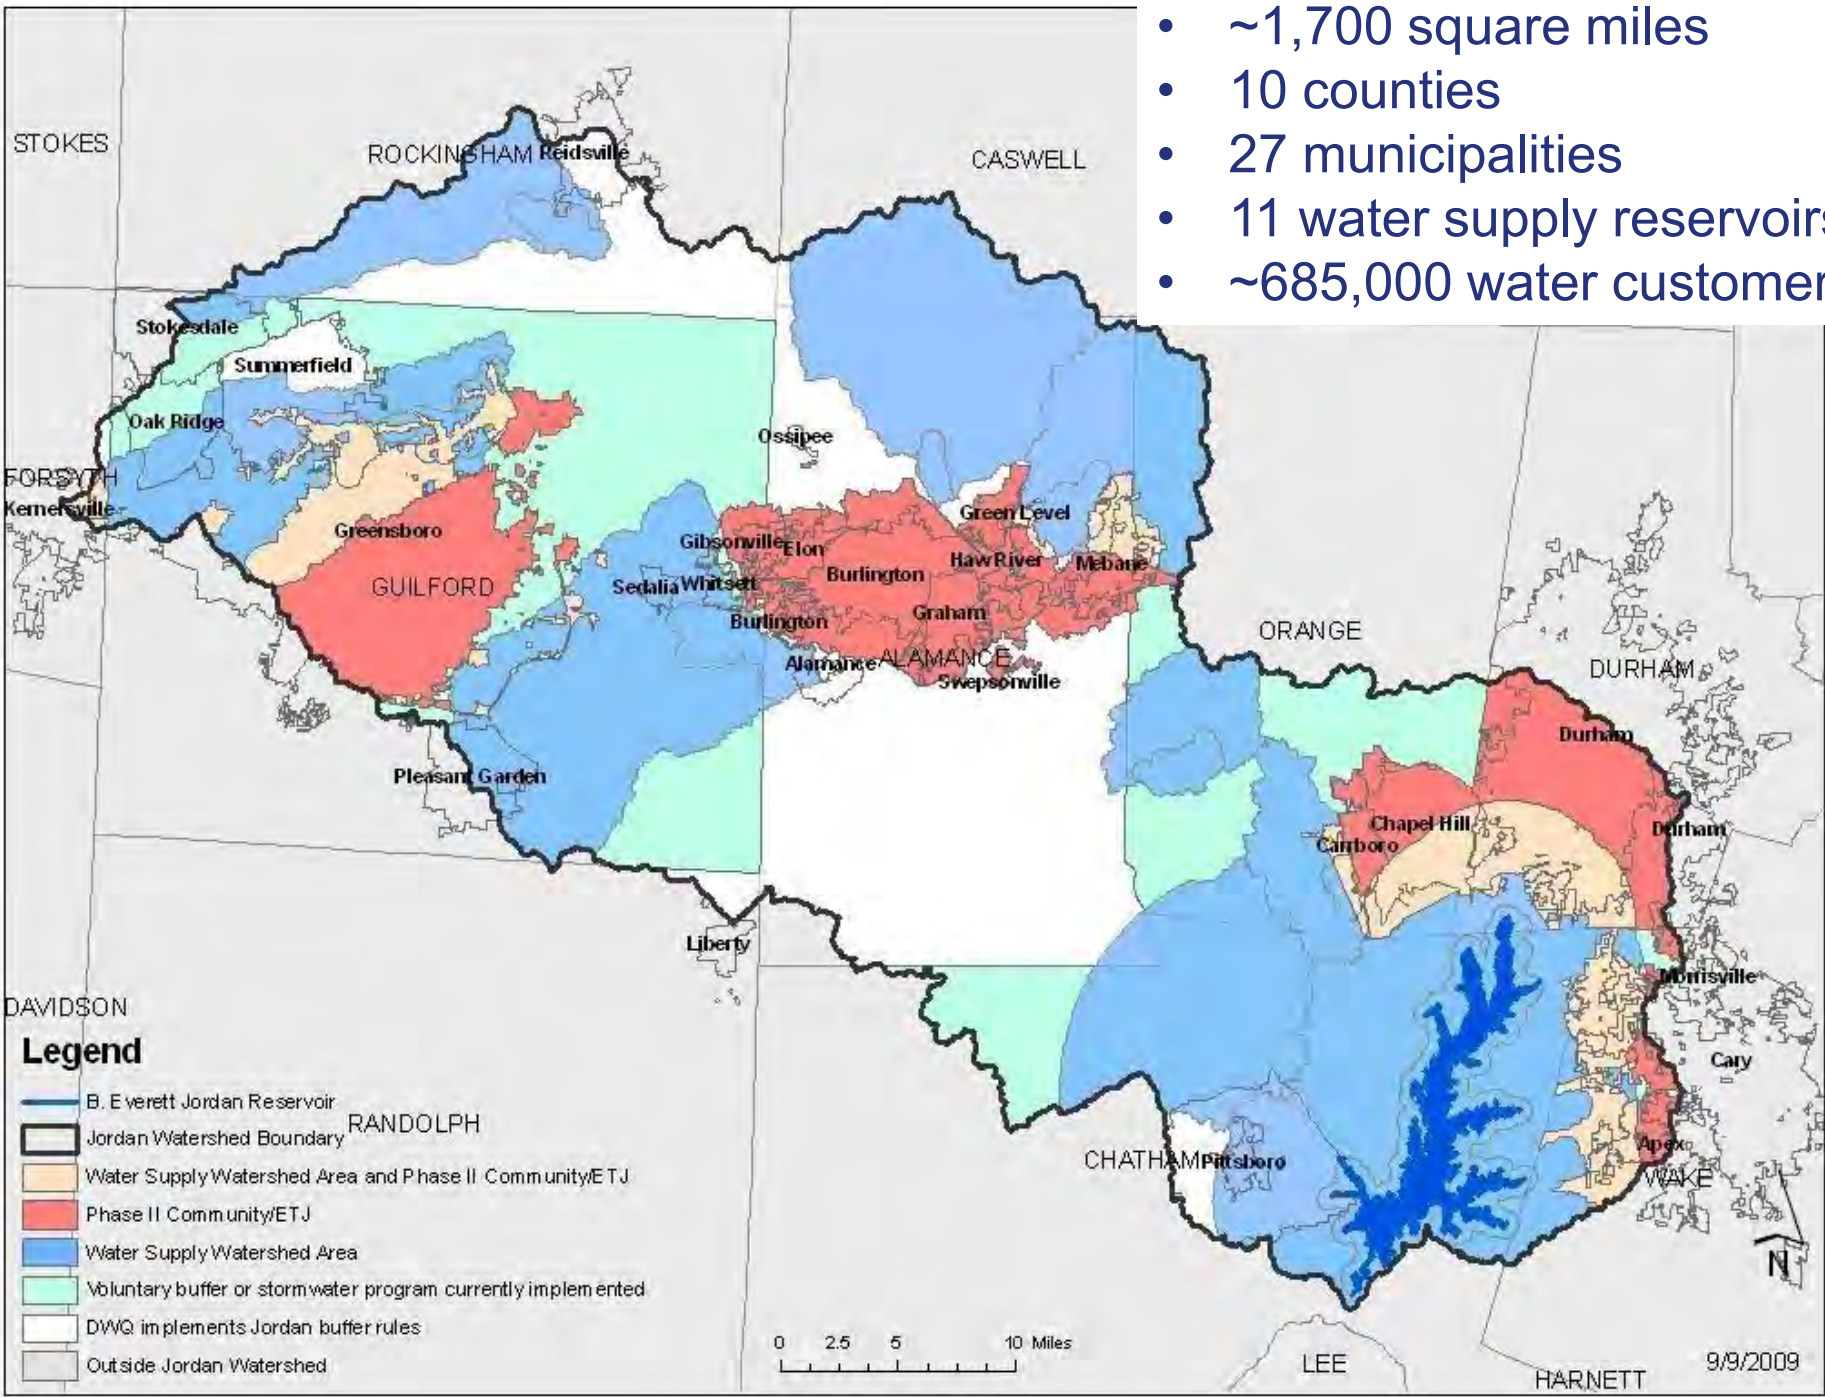 • ~1,700 square miles
• 10 counties
• 27 municipalities
• 11 water supply reservoirs
• ~685,000 water customer
STOKES
ROCKINGHAM
Reidsville
CASWELL
Stokesdale
Summerfield
Oak Ridge
Ossipee
FORSYTH
Kernersville
Greensboro
Green Level
Gibsonville
Elon
Haw River
Mebane
Burlington
GUILFORD
Sedalia
Whitsett
Graham
Burlington
ORANGE
Alamance
ALAMANCE
DURHAM
Swepsonville
Durham
Pleasant Garden
Chapel Hill
Durham
Carrboro
Liberty
Morrisville
DAVIDSON
Cary
Legend
B. Everett Jordan Reservoir
RANDOLPH
Jordan Watershed Boundary
Apex
CHATHAM
Pittsboro
Water Supply Watershed Area and Phase II Community/ETJ
WAKE
Phase II Community/ETJ
Water Supply Watershed Area
N
Voluntary buffer or stormwater program currently implemented
DWQ implements Jordan buffer rules
0 2.5 5 10 Miles
Outside Jordan Watershed
LEE
9/9/2009
HARNETT